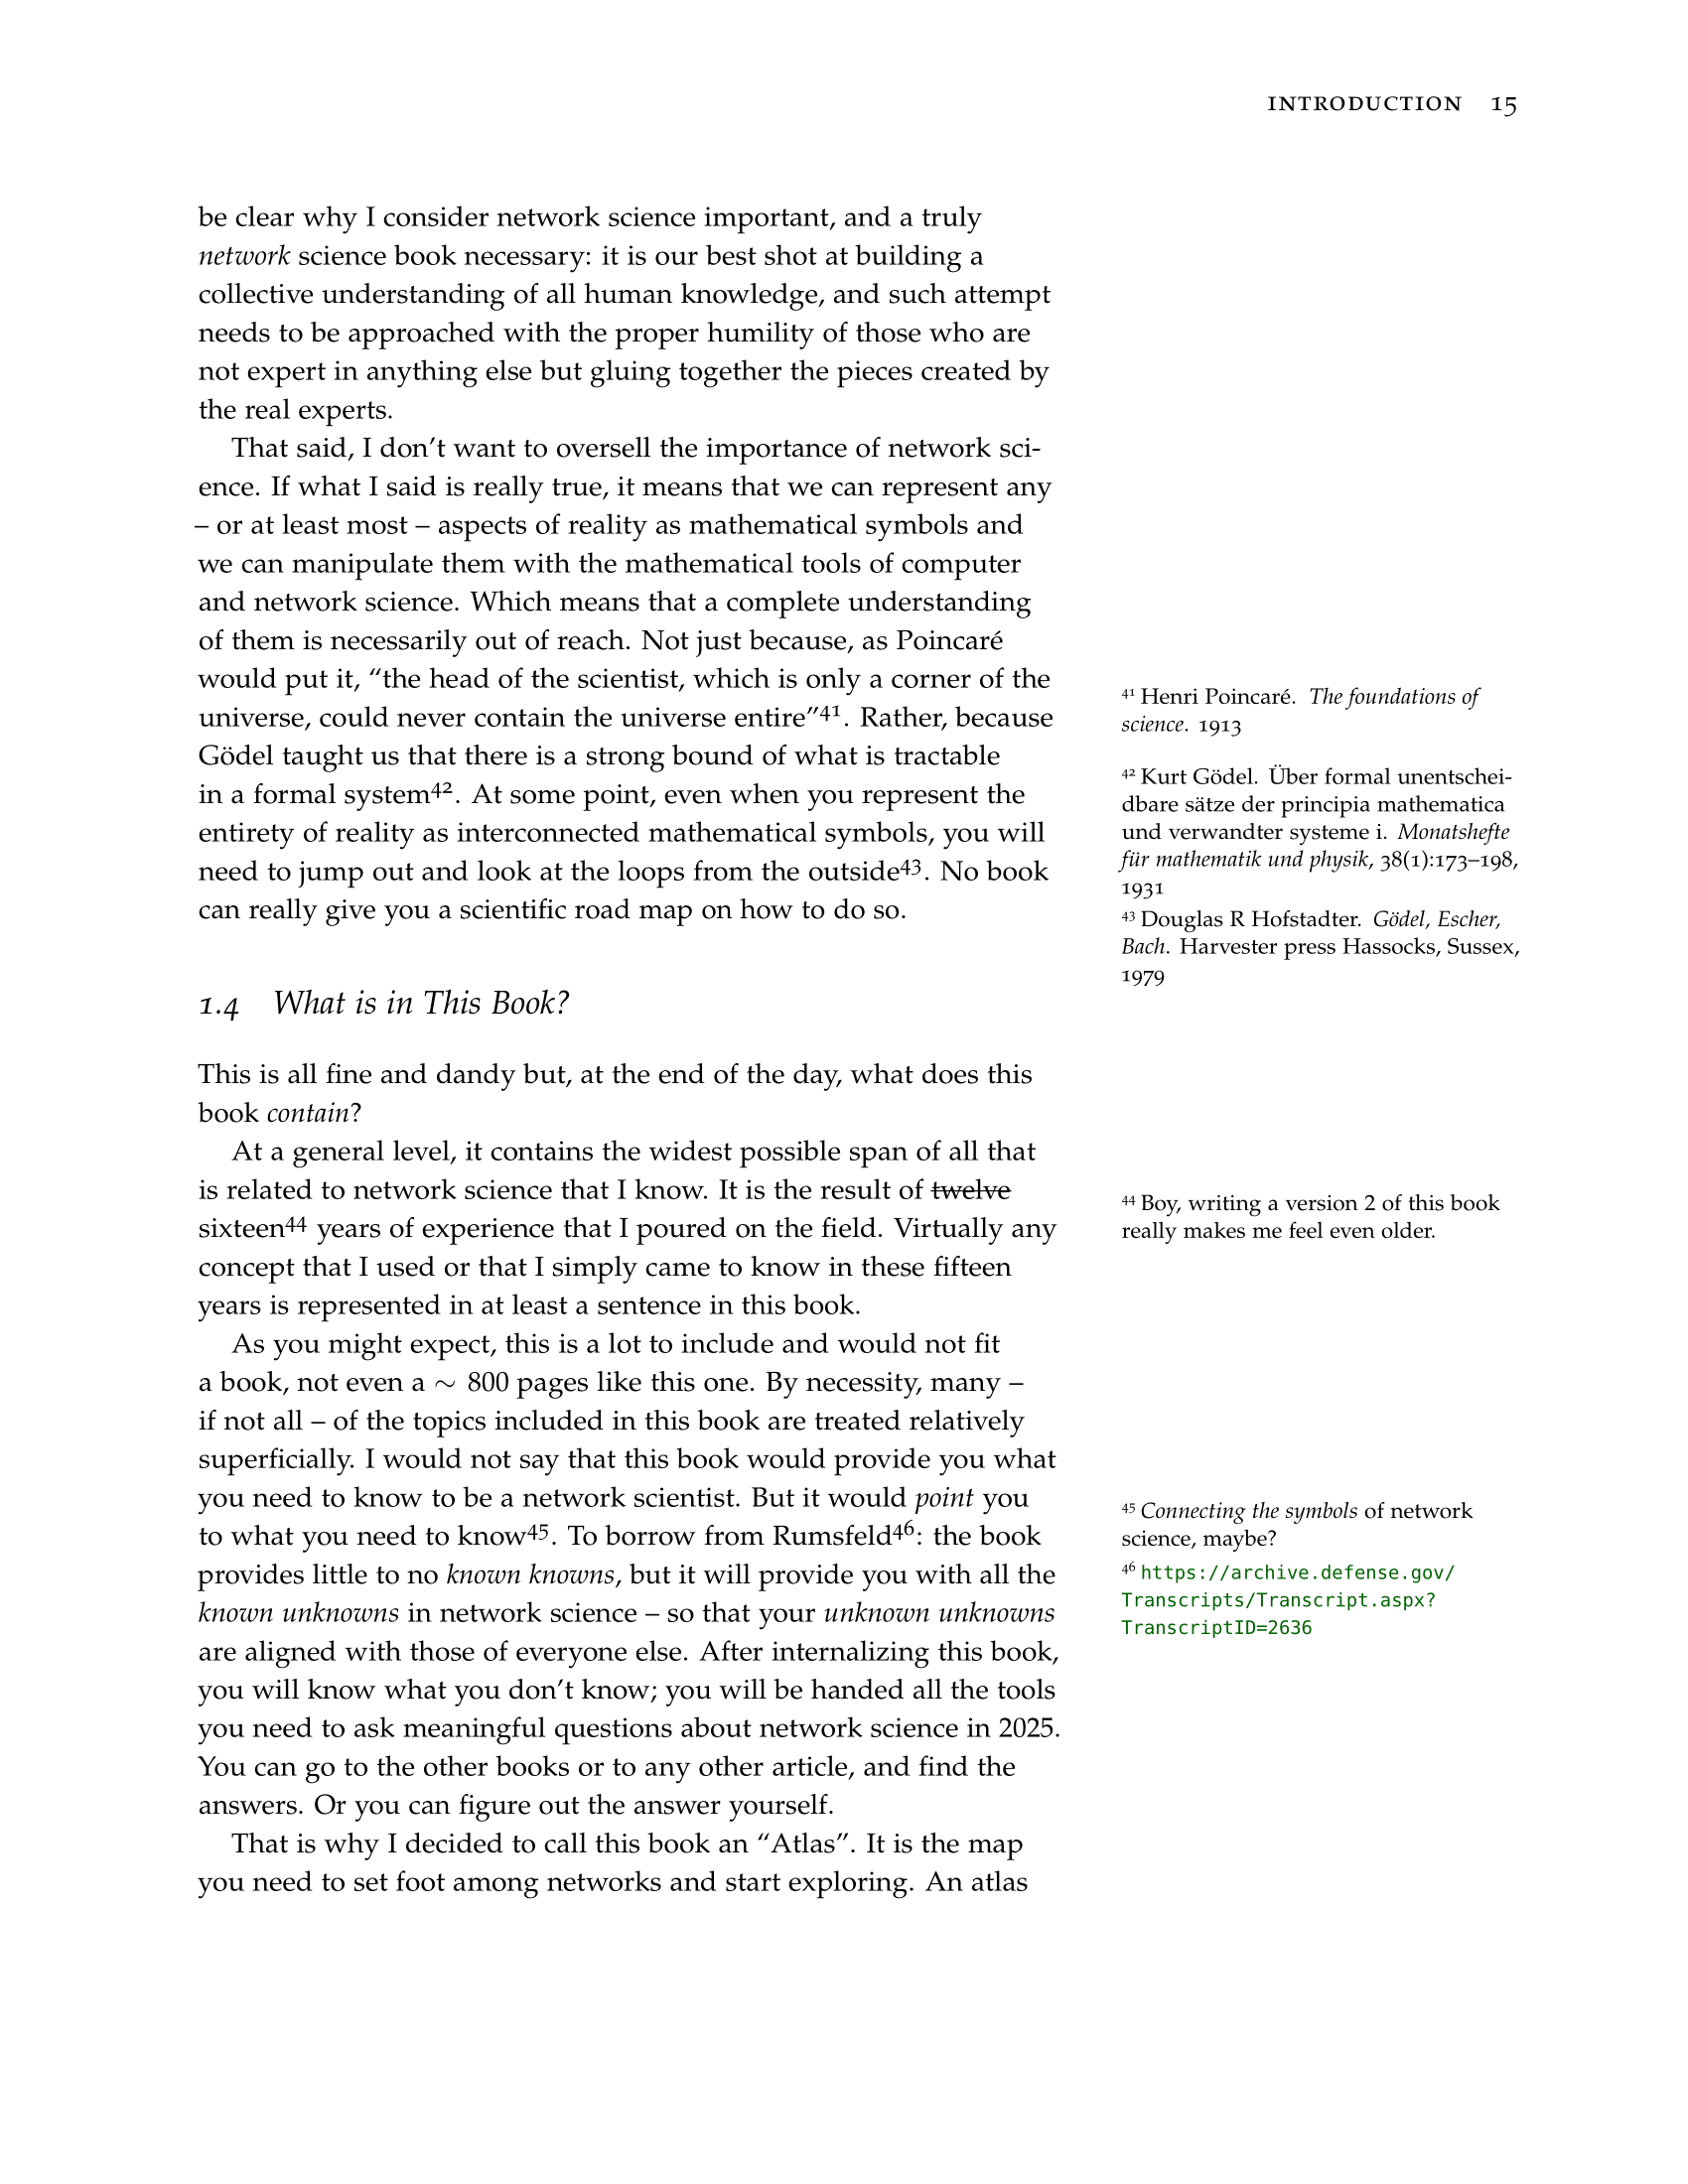 INTRODUCTION 15
be clear why I consider network science important, and a truly
network science book necessary: it is our best shot at building a
collective understanding of all human knowledge, and such attempt
needs to be approached with the proper humility of those who are
not expert in anything else but gluing together the pieces created by
the real experts.
That said, I don't want to oversell the importance of network sci-
ence. If what I said is really true, it means that we can represent any
– or at least most – aspects of reality as mathematical symbols and
we can manipulate them with the mathematical tools of computer
and network science. Which means that a complete understanding
of them is necessarily out of reach. Not just because, as Poincaré
would put it, “the head of the scientist, which is only a corner of the
universe, could never contain the universe entire”41. Rather, because
Gödel taught us that there is a strong bound of what is tractable
in a formal system42. At some point, even when you represent the
entirety of reality as interconnected mathematical symbols, you will
need to jump out and look at the loops from the outside43. No book
can really give you a scientific road map on how to do so.
41 Henri Poincaré. The foundations of
science. 1913
42 Kurt Gödel. Über formal unentschei-
dbare sätze der principia mathematica
und verwandter systeme i. Monatshefte
für mathematik und physik, 38(1):173–198,
1931
43 Douglas R Hofstadter. Gödel, Escher,
Bach. Harvester press Hassocks, Sussex,
1979
1.4 What is in This Book?
This is all fine and dandy but, at the end of the day, what does this
book contain?
At a general level, it contains the widest possible span of all that
is related to network science that I know. It is the result of twelve
sixteen44 years of experience that I poured on the field. Virtually any
concept that I used or that I simply came to know in these fifteen
years is represented in at least a sentence in this book.
44 Boy, writing a version 2 of this book
really makes me feel even older.
As you might expect, this is a lot to include and would not fit
a book, not even a ∼ 800 pages like this one. By necessity, many –
if not all – of the topics included in this book are treated relatively
superficially. I would not say that this book would provide you what
you need to know to be a network scientist. But it would point you
to what you need to know45. To borrow from Rumsfeld46: the book
provides little to no known knowns, but it will provide you with all the
known unknowns in network science – so that your unknown unknowns
are aligned with those of everyone else. After internalizing this book,
you will know what you don't know; you will be handed all the tools
you need to ask meaningful questions about network science in 2025.
You can go to the other books or to any other article, and find the
answers. Or you can figure out the answer yourself.
45 Connecting the symbols of network
science, maybe?
46 https://archive.defense.gov/
Transcripts/Transcript.aspx?
TranscriptID=2636
That is why I decided to call this book an “Atlas”. It is the map
you need to set foot among networks and start exploring. An atlas